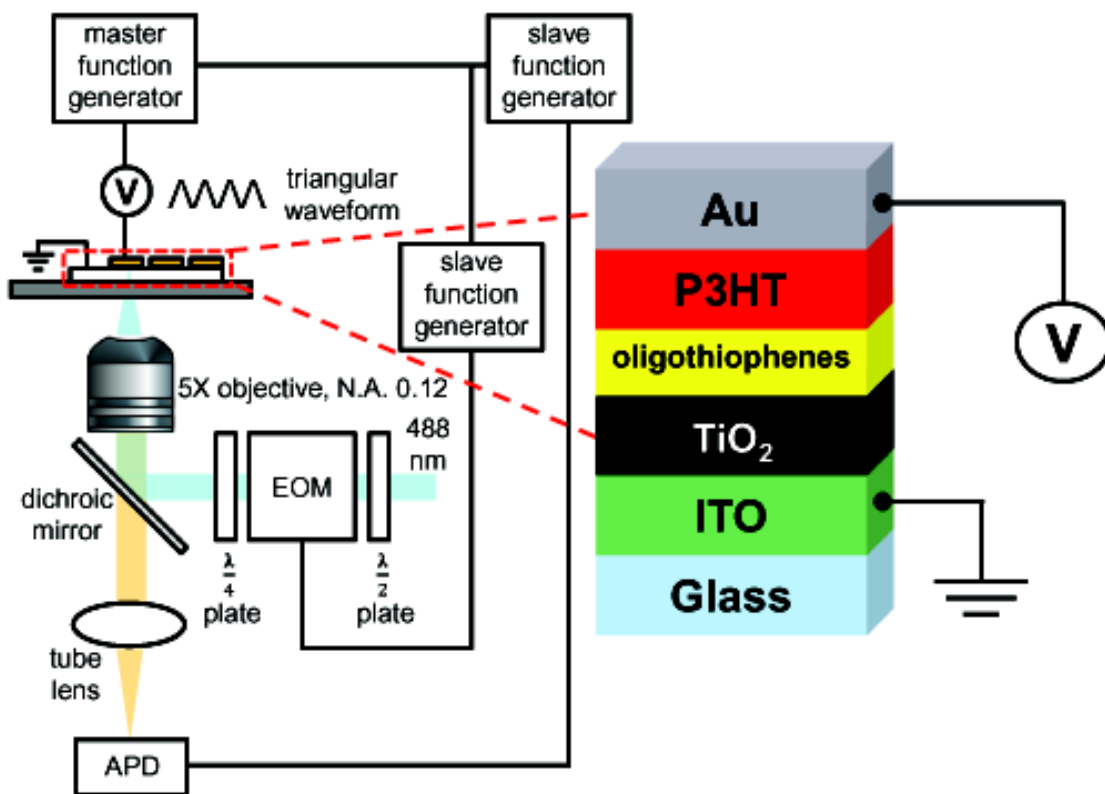 master
function
generator
slave
function
generator
V
triangular
waveform
slave
function
generator
5X objective, N.A. 0.12
488
nm
EOM
dichroic
mirror
λ
4
plate
λ
2
plate
tube
lens
APD
Au
P3HT
oligothiophenes
TiO₂
ITO
Glass
V